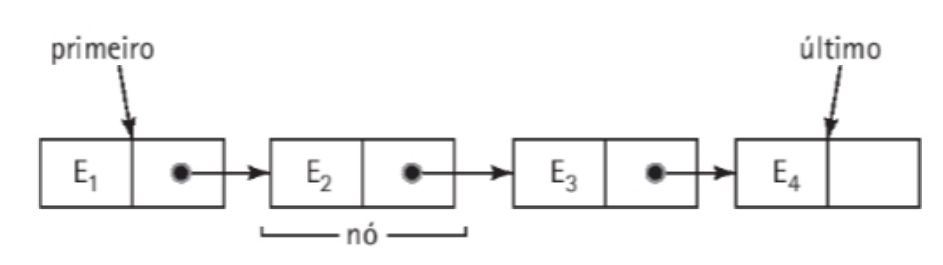 primeiro último
E₁ E₂ E₃ E₄
nó